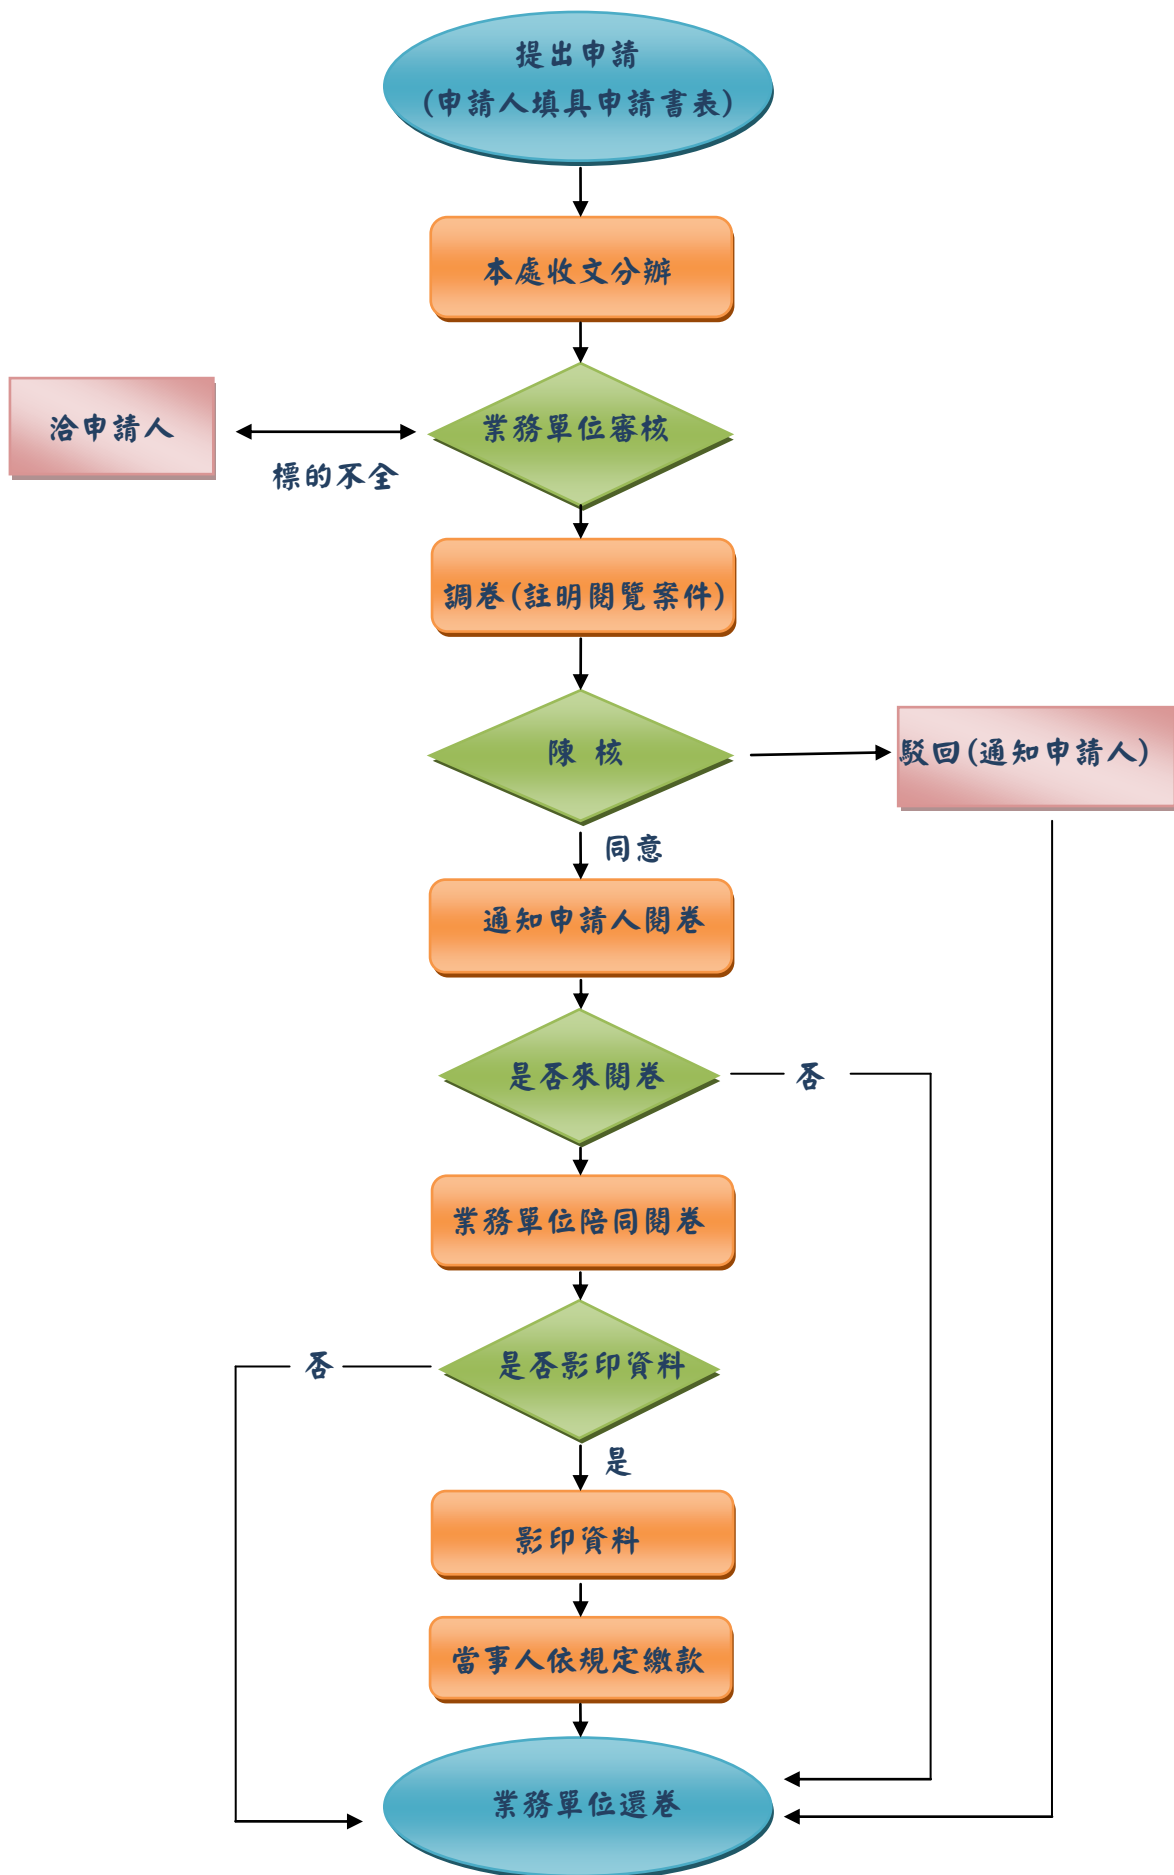 提出申請
(申請人填具申請書表)
本處收文分辦
業務單位審核
洽申請人
標的不全
調卷(註明閱覽案件)
陳 核
駁回(通知申請人)
同意
通知申請人閱卷
是否來閱卷
否
業務單位陪同閱卷
是否影印資料
否
是
影印資料
當事人依規定繳款
業務單位還卷